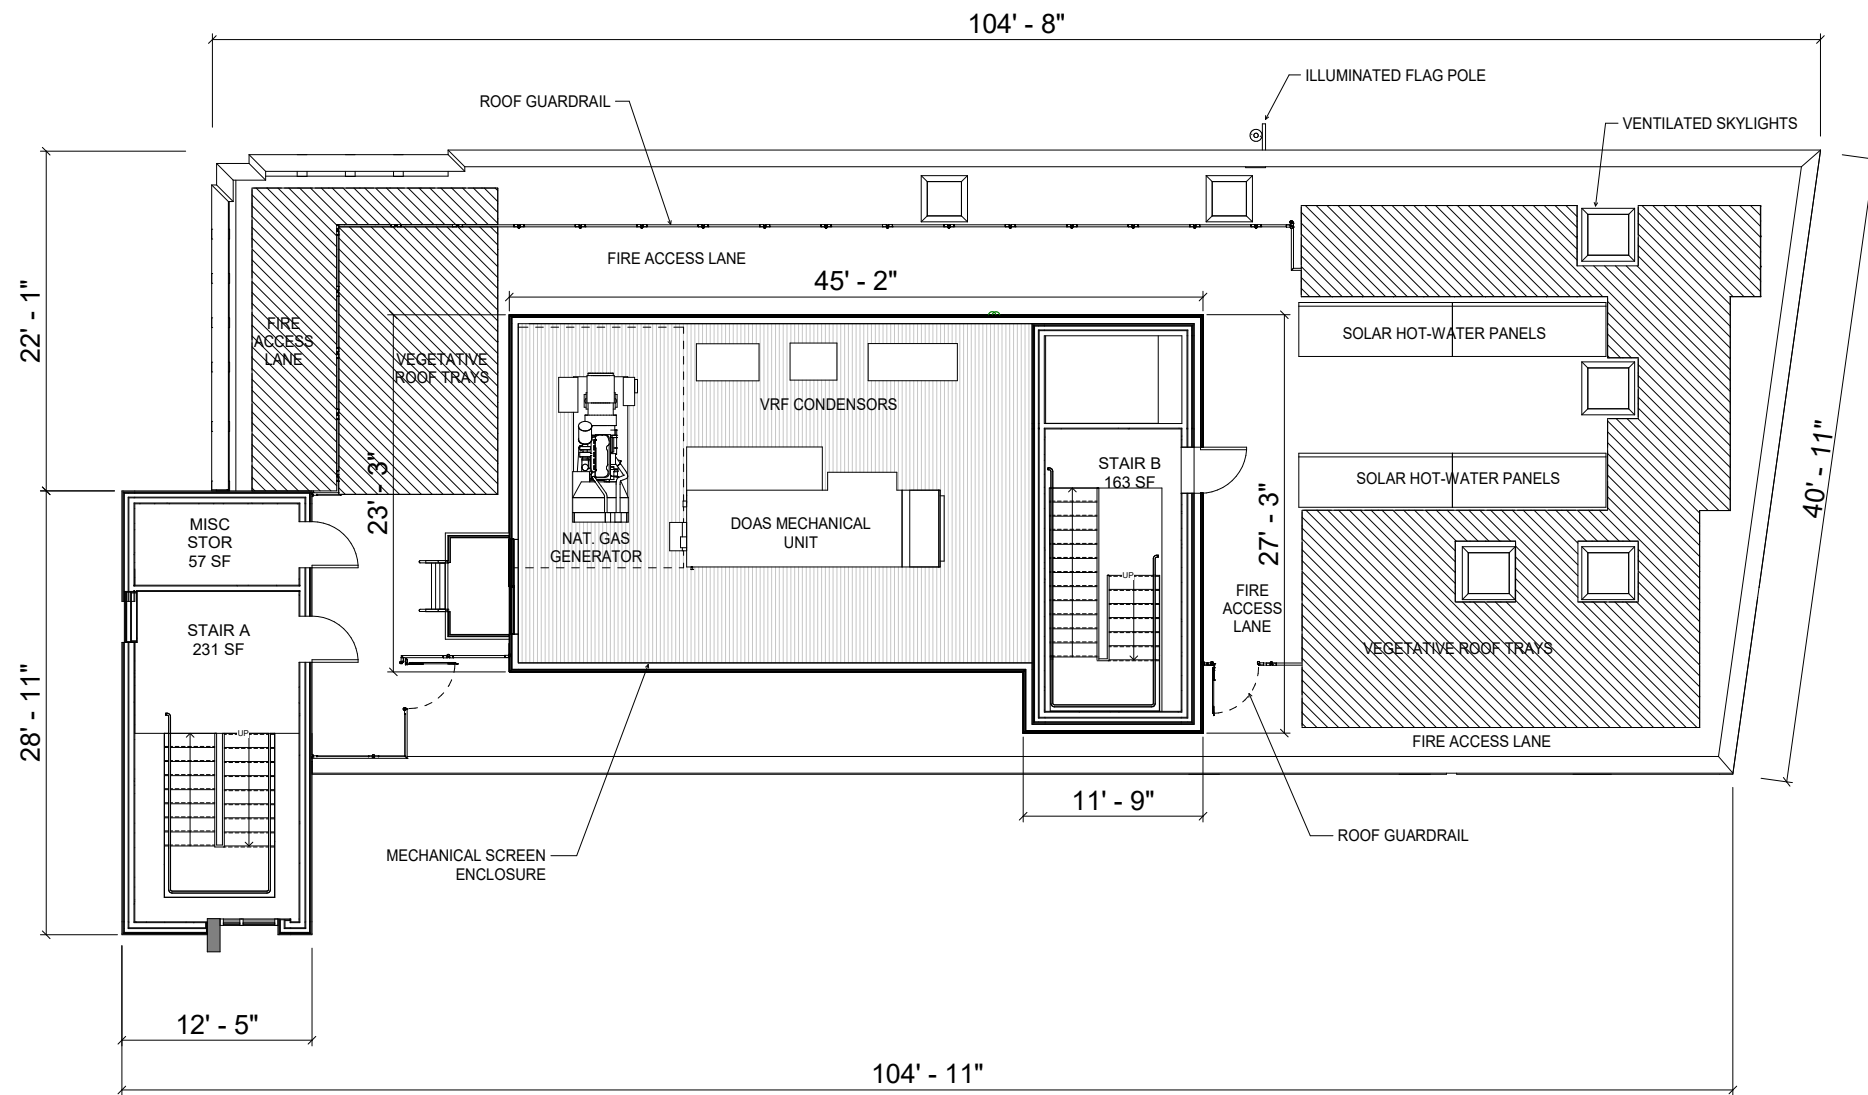 104' - 8"
ILLUMINATED FLAG POLE
ROOF GUARDRAIL
VENTILATED SKYLIGHTS
22' - 1"
FIRE ACCESS LANE
45' - 2"
FIRE
ACCESS
LANE
VEGETATIVE
ROOF TRAYS
SOLAR HOT-WATER PANELS
VRF CONDENSORS
40' - 11"
23' - 3"
STAIR B
163 SF
SOLAR HOT-WATER PANELS
27' - 3"
MISC
STOR
57 SF
DOAS MECHANICAL
UNIT
NAT. GAS
GENERATOR
UP
FIRE
ACCESS
LANE
STAIR A
231 SF
VEGETATIVE ROOF TRAYS
28' - 11"
UP
FIRE ACCESS LANE
11' - 9"
ROOF GUARDRAIL
MECHANICAL SCREEN
ENCLOSURE
12' - 5"
104' - 11"